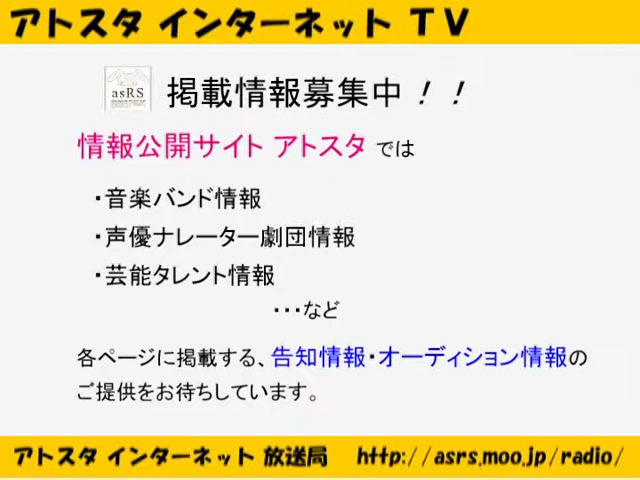 アトスタ インターネット TV
asRS
掲載情報募集中！！
情報公開サイト アトスタ では
・音楽バンド情報
・声優ナレーター劇団情報
・芸能タレント情報
・・・など
各ページに掲載する、告知情報・オーディション情報の
ご提供をお待ちしています。
アトスタ インターネット 放送局 http://asrs.moo.jp/radio/